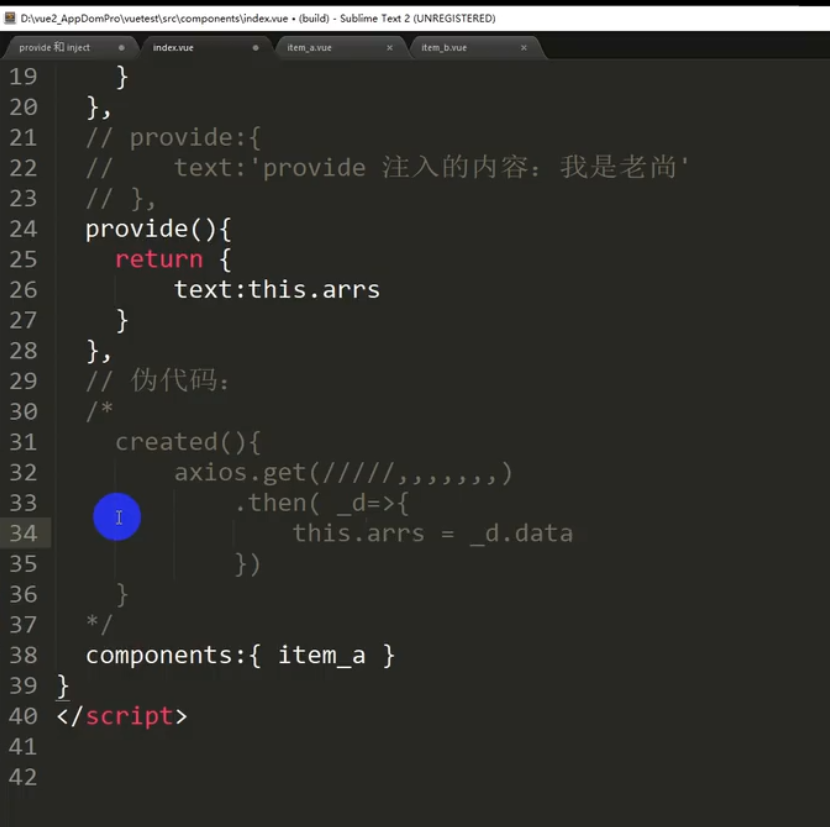 D:\vue2_AppDomPro\vuetest\src\components\index.vue • (build) - Sublime Text 2 (UNREGISTERED)
provide 和 inject • index.vue • item_a.vue × item_b.vue ×
19 }
20 },
21 // provide:{
22 // text:'provide 注入的内容：我是老尚'
23 // },
24 provide(){
25 return {
26 text:this.arrs
27 }
28 },
29 // 伪代码：
30 /*
31 created(){
32 axios.get(/////,,,,,,,)
33 .then( _d=>{
34 this.arrs = _d.data
35 })
36 }
37 */
38 components:{ item_a }
39 }
40 </script>
41
42